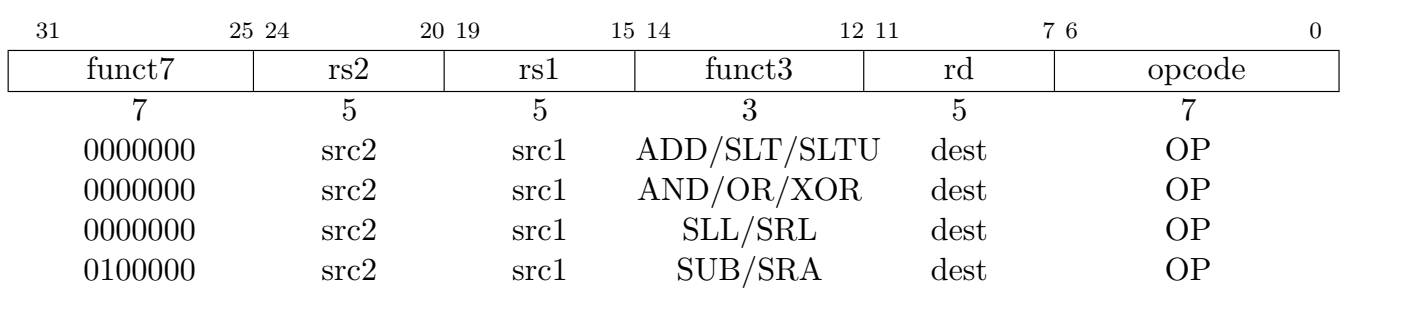 31 25 24 20 19 15 14 12 11 7 6 0
funct7 rs2 rs1 funct3 rd opcode
7 5 5 3 5 7
0000000 src2 src1 ADD/SLT/SLTU dest OP
0000000 src2 src1 AND/OR/XOR dest OP
0000000 src2 src1 SLL/SRL dest OP
0100000 src2 src1 SUB/SRA dest OP